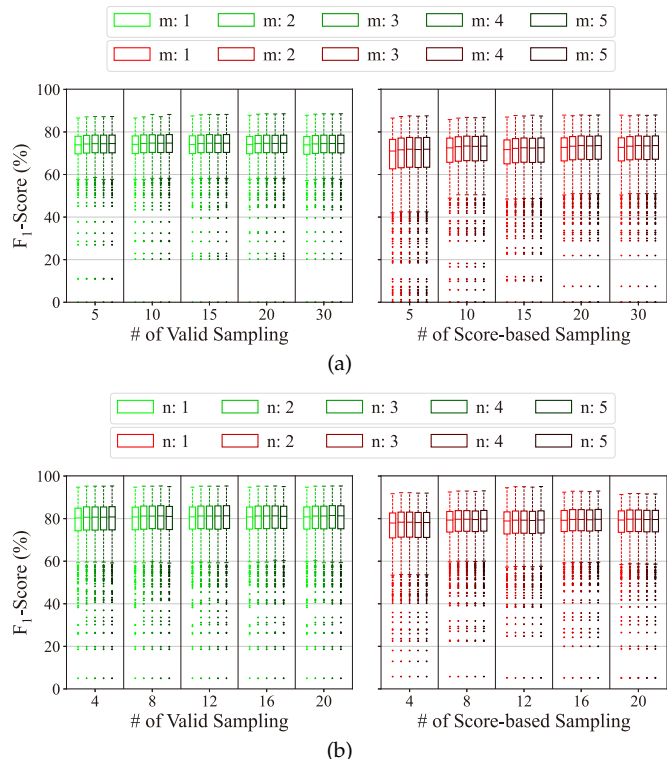 m: 1 m: 2 m: 3 m: 4 m: 5
m: 1 m: 2 m: 3 m: 4 m: 5
100
80
60
40
20
0
F1-Score (%)
5 10 15 20 30 5 10 15 20 30
# of Valid Sampling # of Score-based Sampling
(a)
n: 1 n: 2 n: 3 n: 4 n: 5
n: 1 n: 2 n: 3 n: 4 n: 5
100
80
60
40
20
0
F1-Score (%)
4 8 12 16 20 4 8 12 16 20
# of Valid Sampling # of Score-based Sampling
(b)